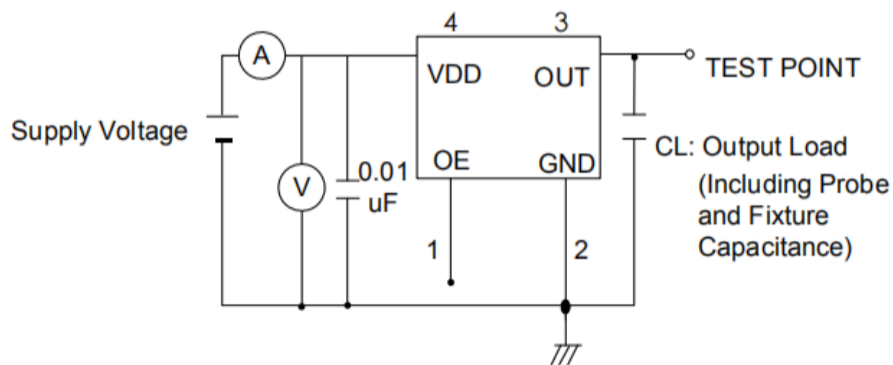 4 3
A
VDD OUT
TEST POINT
Supply Voltage
V
0.01
uF
OE GND
CL: Output Load
(Including Probe
and Fixture
Capacitance)
1 2